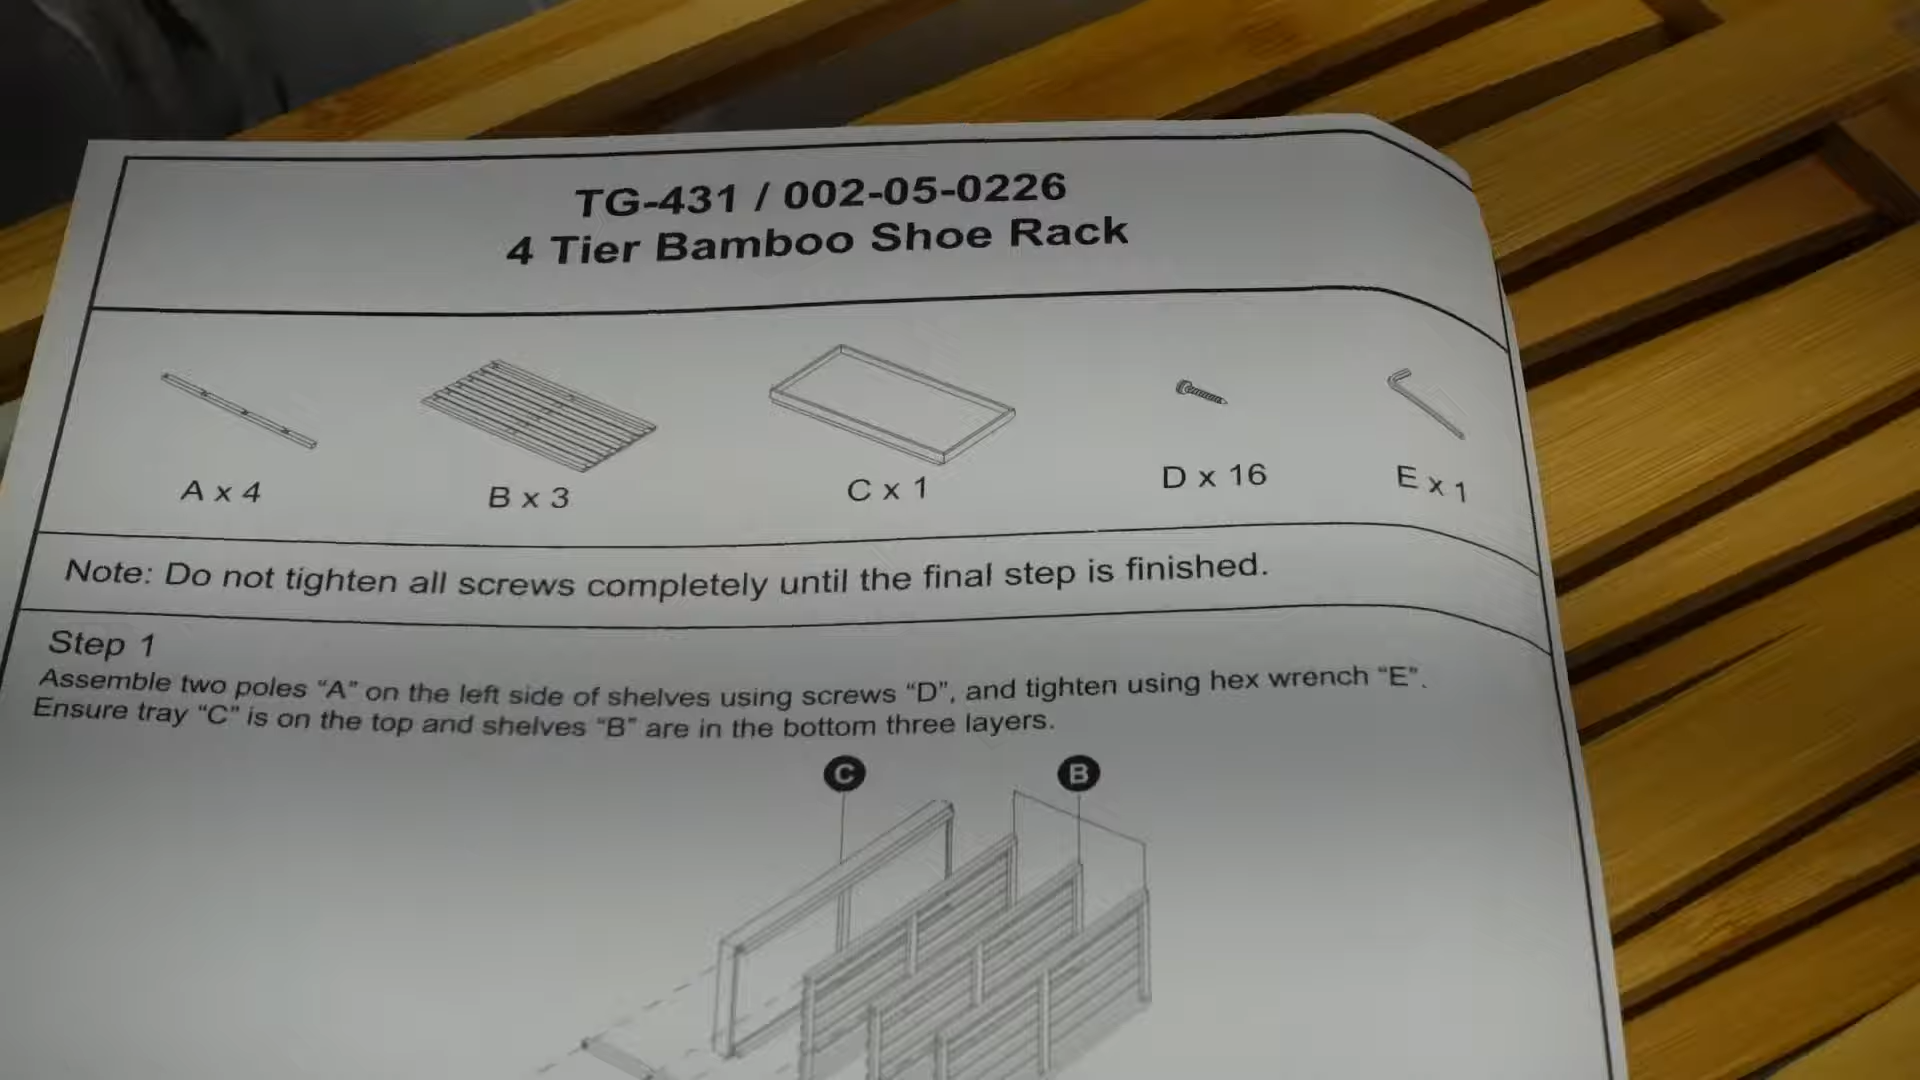 TG-431 / 002-05-0226
4 Tier Bamboo Shoe Rack
A x 4
B x 3
C x 1
D x 16
E x 1
Note: Do not tighten all screws completely until the final step is finished.
Step 1
Assemble two poles “A” on the left side of shelves using screws “D”, and tighten using hex wrench “E”.
Ensure tray “C” is on the top and shelves “B” are in the bottom three layers.
C
B